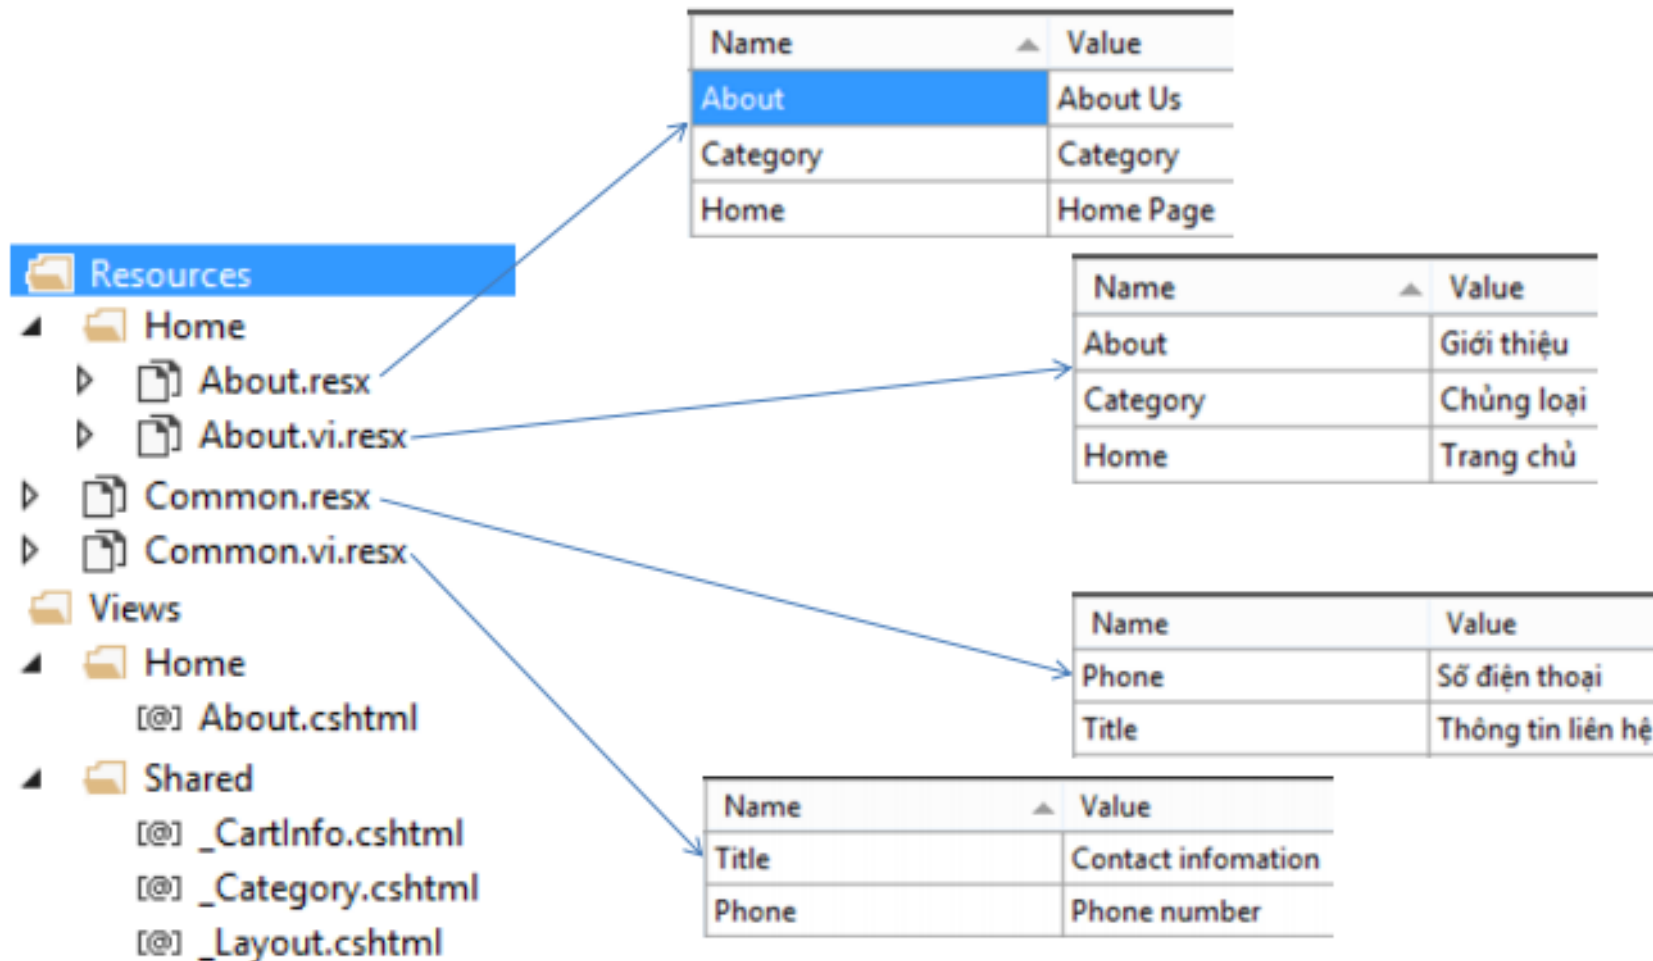 Name Value
About About Us
Category Category
Home Home Page
Resources
Home
About.resx
About.vi.resx
Common.resx
Common.vi.resx
Views
Home
About.cshtml
Shared
_CartInfo.cshtml
_Category.cshtml
_Layout.cshtml
Name Value
About Giới thiệu
Category Chủng loại
Home Trang chủ
Name Value
Phone Số điện thoại
Title Thông tin liên hệ
Name Value
Title Contact infomation
Phone Phone number